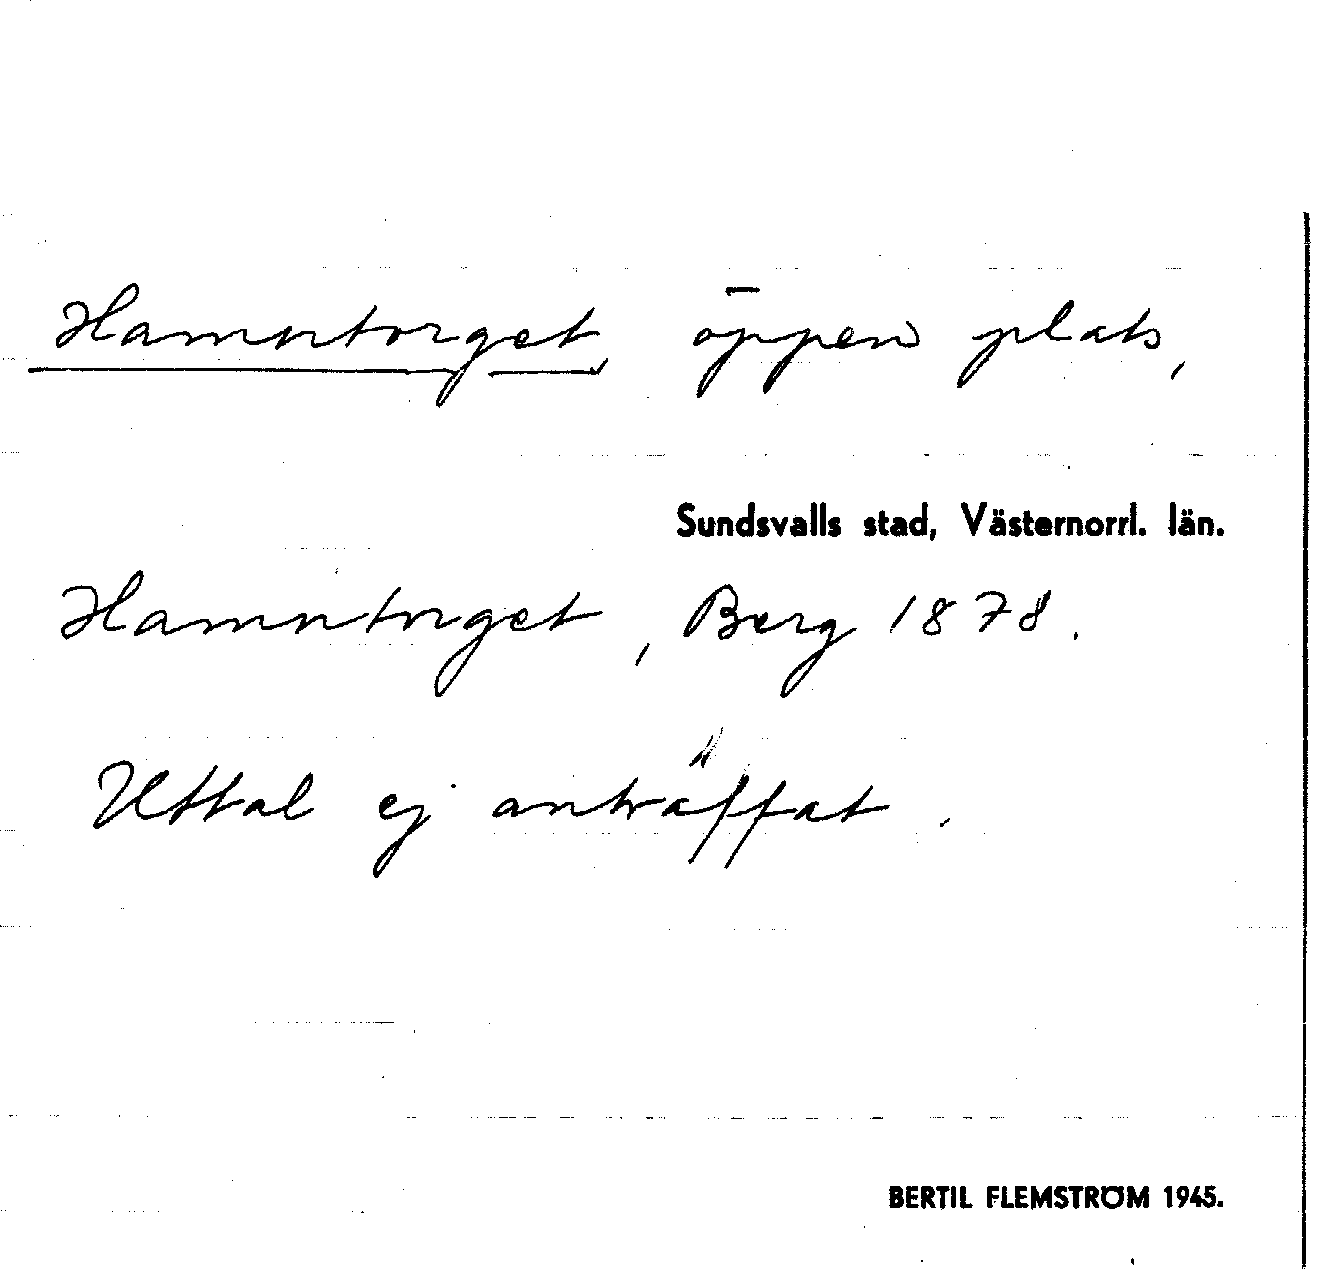 Hamntorget, öppen plats,
Sundsvalls stad, Västernorrl. län.
Hamntorget, Berg 1878.
Uttal ej anträffat.
BERTIL FLEMSTRÖM 1945.